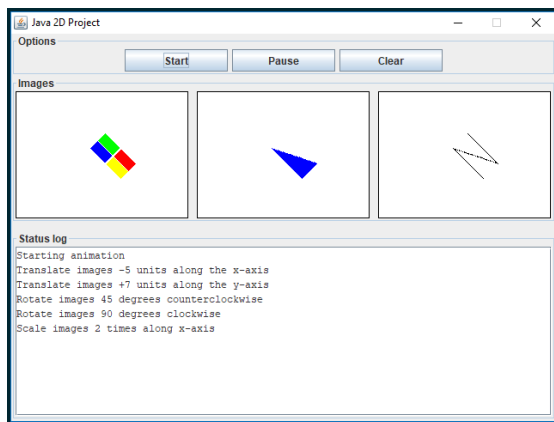 Java 2D Project
Options
Start Pause Clear
Images
Status log
Starting animation
Translate images -5 units along the x-axis
Translate images +7 units along the y-axis
Rotate images 45 degrees counterclockwise
Rotate images 90 degrees clockwise
Scale images 2 times along x-axis